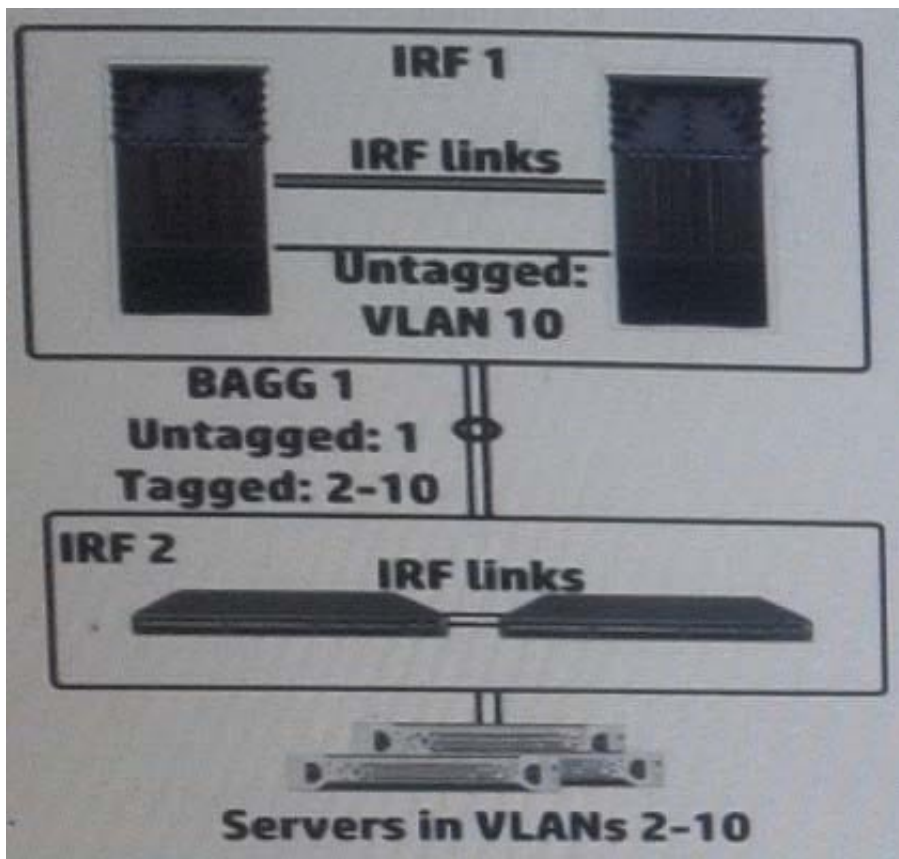 IRF 1
IRF links
Untagged:
VLAN 10
BAGG 1
Untagged: 1
Tagged: 2-10
IRF 2
IRF links
Servers in VLANs 2-10